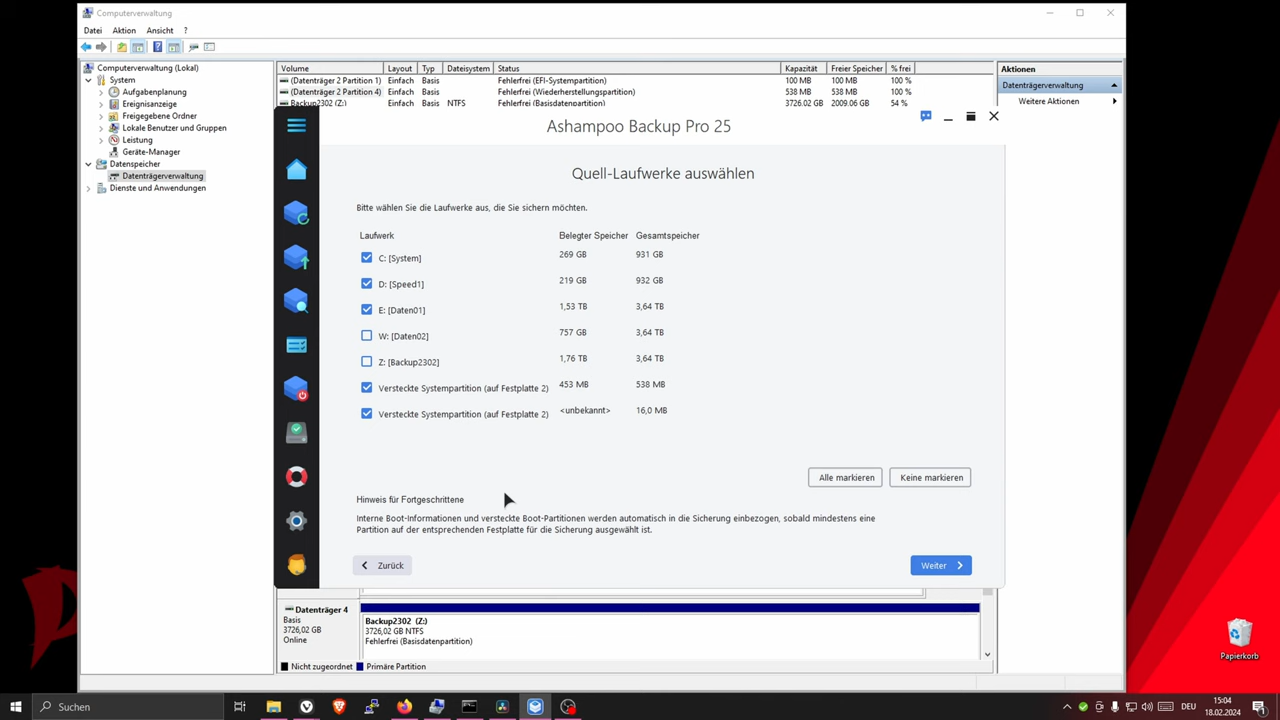 Computerverwaltung
Datei Aktion Ansicht ?
Computerverwaltung (Lokal)
System
Aufgabenplanung
Ereignisanzeige
Freigegebene Ordner
Lokale Benutzer und Gruppen
Leistung
Geräte-Manager
Datenspeicher
Datenträgerverwaltung
Dienste und Anwendungen
Volume Layout Typ Dateisystem Status Kapazität Freier Speicher % frei
(Datenträger 2 Partition 1) Einfach Basis Fehlerfrei (EFI-Systempartition) 100 MB 100 MB 100 %
(Datenträger 2 Partition 4) Einfach Basis Fehlerfrei (Wiederherstellungspartition) 538 MB 538 MB 100 %
Backup2302 (Z:) Einfach Basis NTFS Fehlerfrei (Basisdatenpartition) 3726.02 GB 2009.06 GB 54 %
Aktionen
Datenträgerverwaltung
Weitere Aktionen
Ashampoo Backup Pro 25
Quell-Laufwerke auswählen
Bitte wählen Sie die Laufwerke aus, die Sie sichern möchten.
Laufwerk Belegter Speicher Gesamtspeicher
C: [System] 269 GB 931 GB
D: [Speed1] 219 GB 932 GB
E: [Daten01] 1,53 TB 3,64 TB
W: [Daten02] 757 GB 3,64 TB
Z: [Backup2302] 1,76 TB 3,64 TB
Versteckte Systempartition (auf Festplatte 2) 453 MB 538 MB
Versteckte Systempartition (auf Festplatte 2) <unbekannt> 16,0 MB
Alle markieren Keine markieren
Hinweis für Fortgeschrittene
Interne Boot-Informationen und versteckte Boot-Partitionen werden automatisch in die Sicherung einbezogen, sobald mindestens eine
Partition auf der entsprechenden Festplatte für die Sicherung ausgewählt ist.
Zurück Weiter
Datenträger 4
Basis
3726,02 GB
Online
Backup2302 (Z:)
3726,02 GB NTFS
Fehlerfrei (Basisdatenpartition)
Nicht zugeordnet Primäre Partition
Papierkorb
Suchen
DEU
15:04
18.02.2024
1